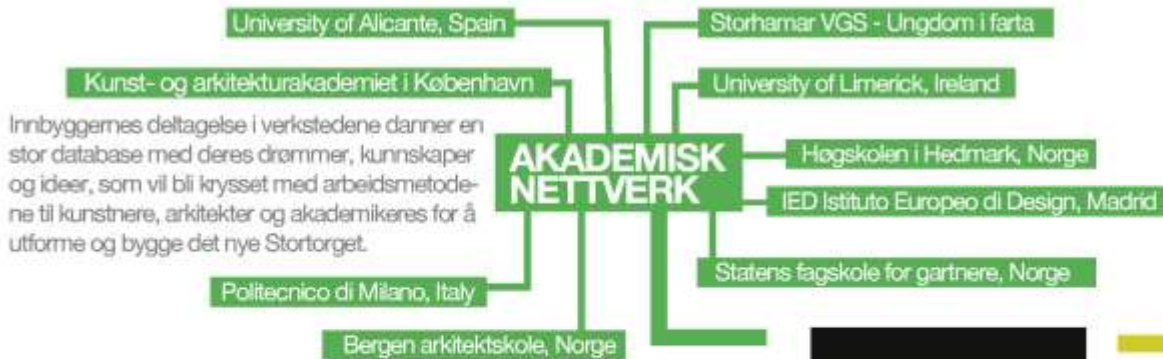 University of Alicante, Spain
Storhamar VGS - Ungdom i farta
Kunst- og arkitekturakademiet i København
University of Limerick, Ireland
Innbyggernes deltagelse i verkstedene danner en
stor database med deres drømmer, kunnskaper
og ideer, som vil bli krysset med arbeidsmetode-
ne til kunstnere, arkitekter og akademikeres for å
utforme og bygge det nye Stortorget.
AKADEMISK
NETTVERK
Høgskolen i Hedmark, Norge
IED Istituto Europeo di Design, Madrid
Statens fagskole for gartnere, Norge
Politecnico di Milano, Italy
Bergen arkitektskole, Norge